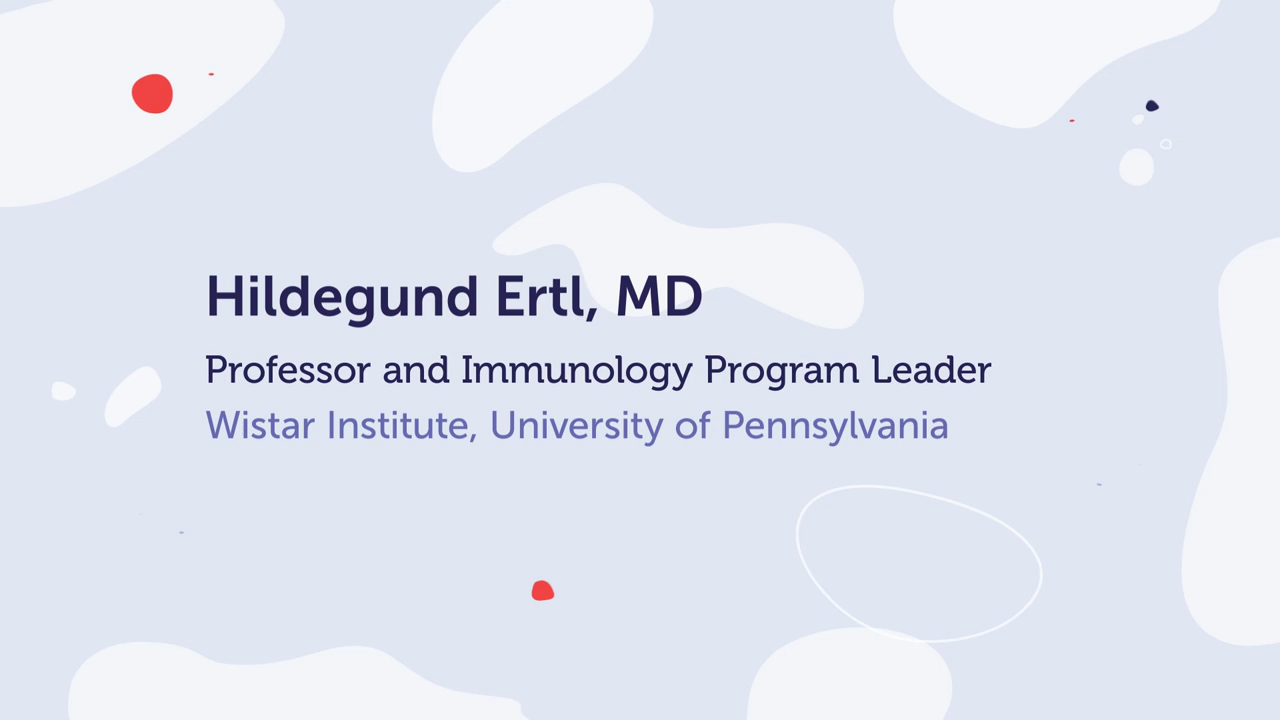 Hildegund Ertl, MD
Professor and Immunology Program Leader
Wistar Institute, University of Pennsylvania